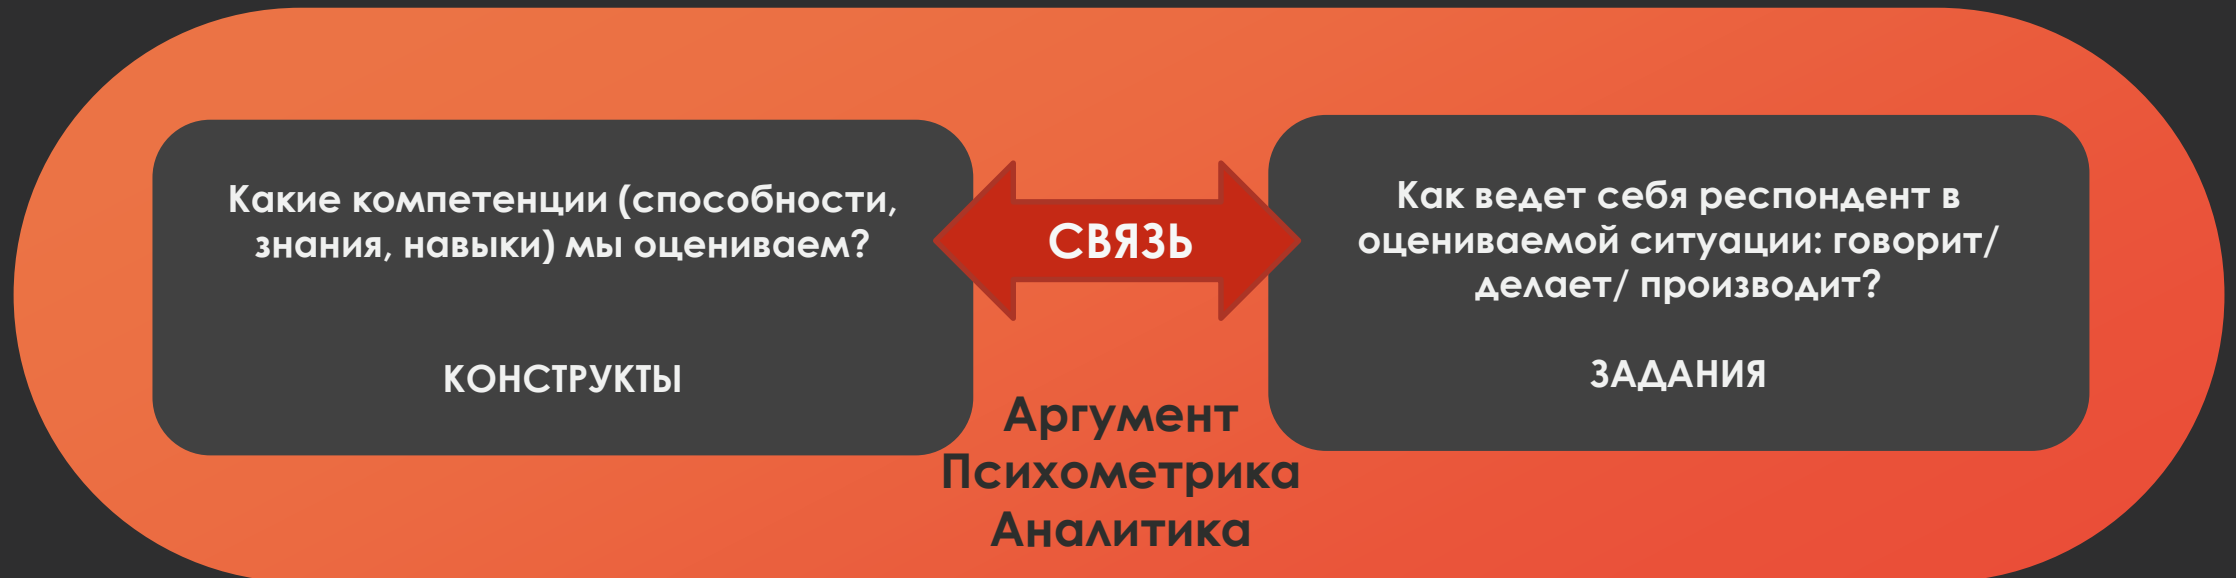 Какие компетенции (способности,
знания, навыки) мы оцениваем?
КОНСТРУКТЫ
СВЯЗЬ
Аргумент
Психометрика
Аналитика
Как ведет себя респондент в
оцениваемой ситуации: говорит/
делает/ производит?
ЗАДАНИЯ